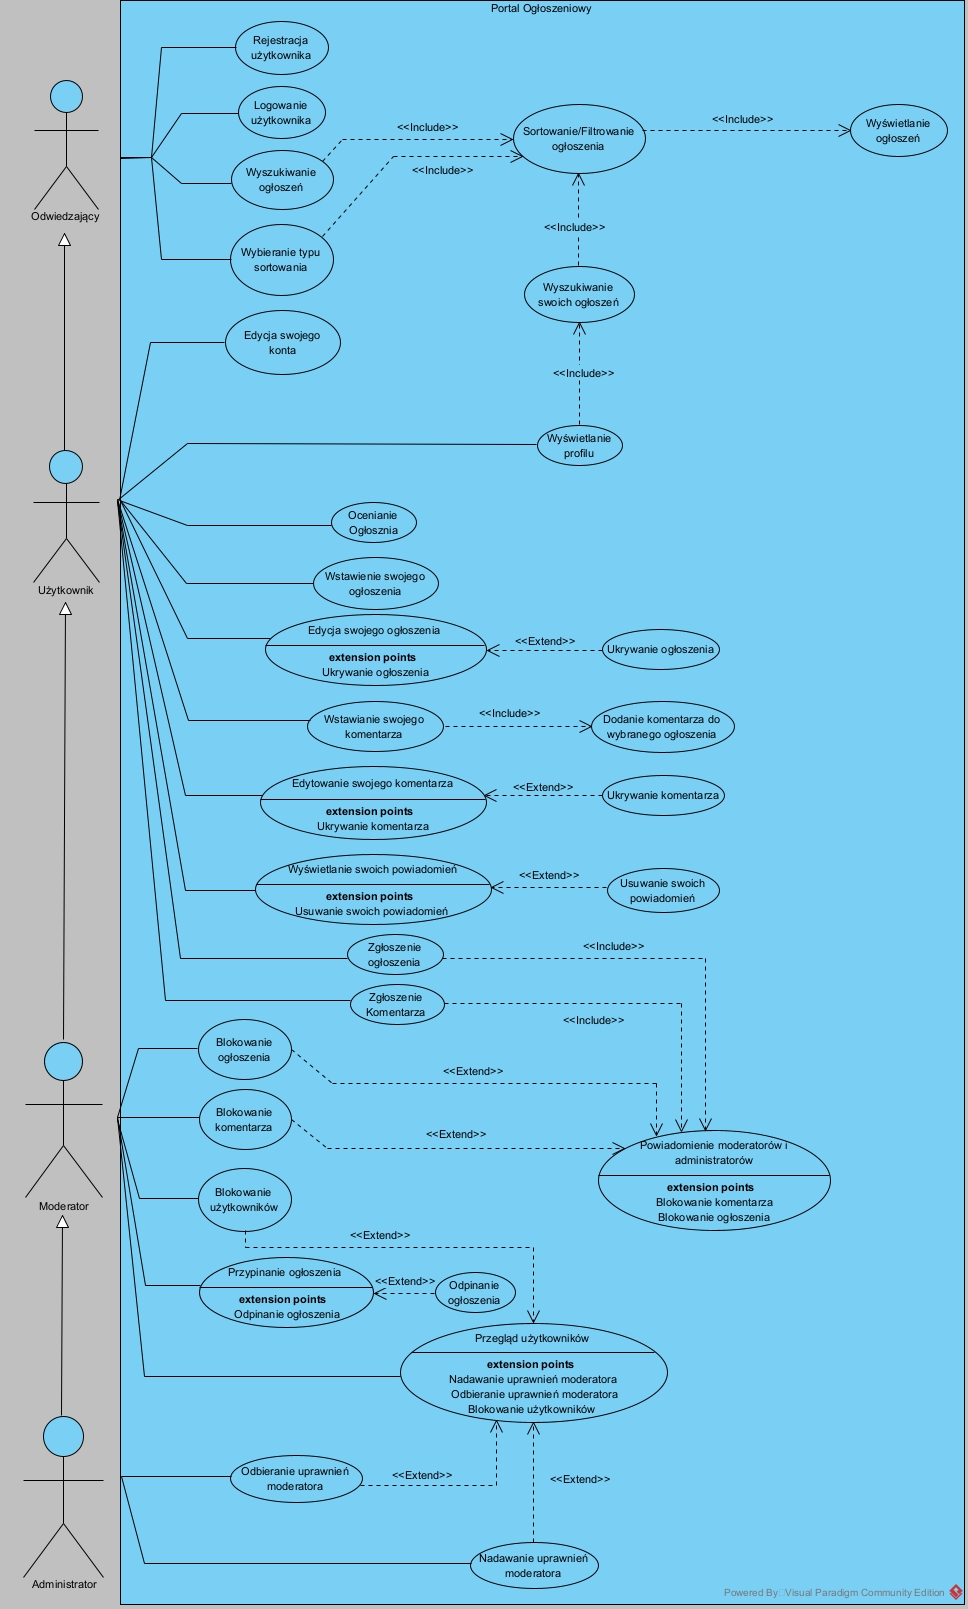 Portal Ogłoszeniowy
Rejestracja
użytkownika
Logowanie
użytkownika
<<Include>>
Sortowanie/Filtrowanie
ogłoszenia
<<Include>>
Wyświetlanie
ogłoszeń
Wyszukiwanie
ogłoszeń
<<Include>>
Odwiedzający
Wybieranie typu
sortowania
<<Include>>
Wyszukiwanie
swoich ogłoszeń
Edycja swojego
konta
<<Include>>
Wyświetlanie
profilu
Ocenianie
Ogłosznia
Użytkownik
Wstawienie swojego
ogłoszenia
Edycja swojego ogłoszenia
extension points
Ukrywanie ogłoszenia
<<Extend>>
Ukrywanie ogłoszenia
Wstawianie swojego
komentarza
<<Include>>
Dodanie komentarza do
wybranego ogłoszenia
Edytowanie swojego komentarza
extension points
Ukrywanie komentarza
<<Extend>>
Ukrywanie komentarza
Wyświetlanie swoich powiadomień
extension points
Usuwanie swoich powiadomień
<<Extend>>
Usuwanie swoich
powiadomień
Zgłoszenie
ogłoszenia
<<Include>>
Zgłoszenie
Komentarza
<<Include>>
Blokowanie
ogłoszenia
<<Extend>>
Blokowanie
komentarza
<<Extend>>
Powiadomienie moderatorów i
administratorów
extension points
Blokowanie komentarza
Blokowanie ogłoszenia
Moderator
Blokowanie
użytkowników
<<Extend>>
Przypinanie ogłoszenia
extension points
Odpinanie ogłoszenia
<<Extend>>
Odpinanie
ogłoszenia
Przegląd użytkowników
extension points
Nadawanie uprawnień moderatora
Odbieranie uprawnień moderatora
Blokowanie użytkowników
Odbieranie uprawnień
moderatora
<<Extend>>
<<Extend>>
Nadawanie uprawnień
moderatora
Administrator
Powered By Visual Paradigm Community Edition